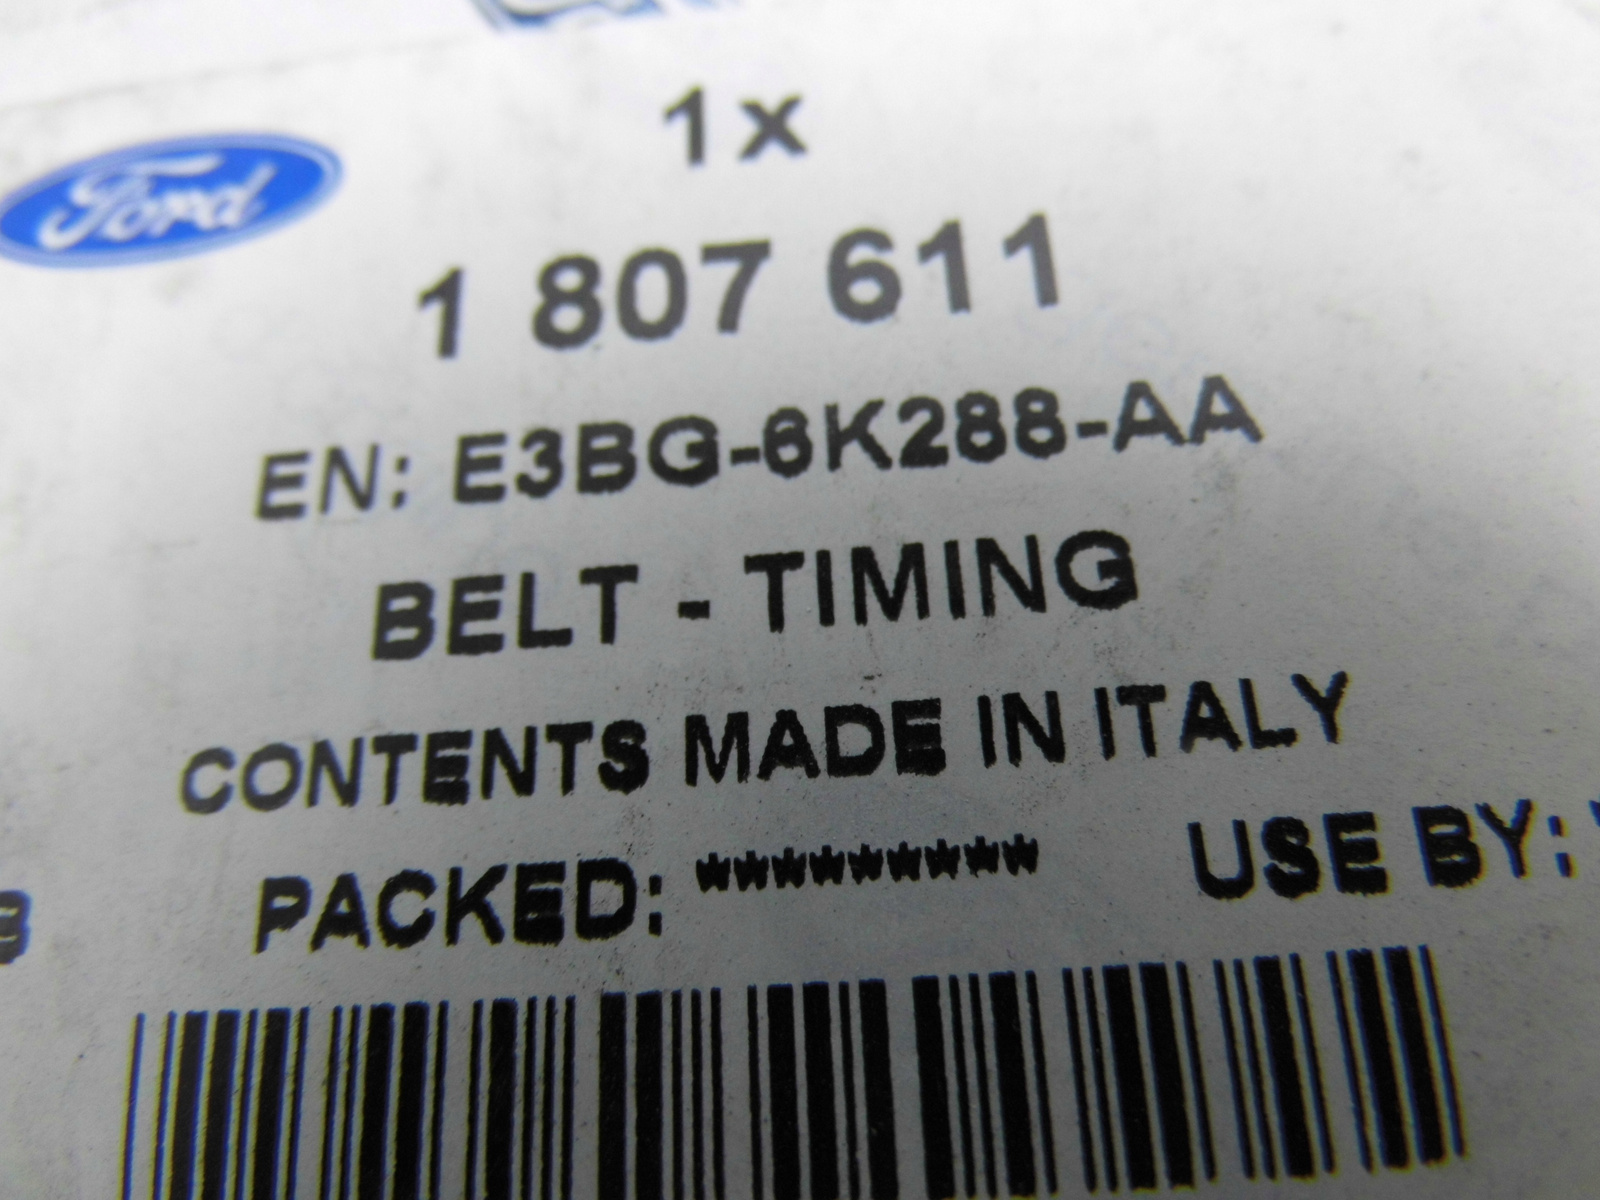 1x
Ford
1 807 611
EN: E3BG-6K288-AA
BELT - TIMING
CONTENTS MADE IN ITALY
PACKED: ********* USE BY: